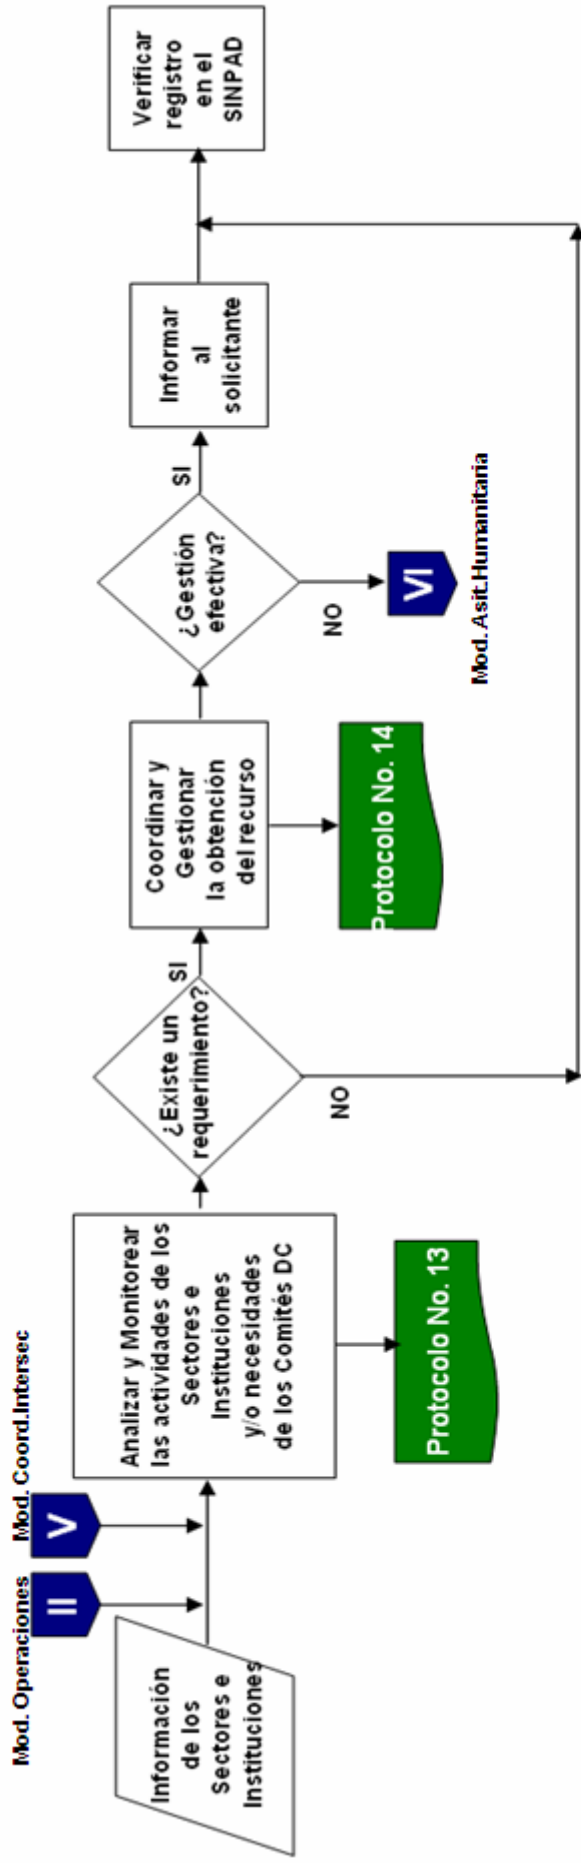 Mod. Operaciones
Mod. Coord.Intersec
II
V
Información
de los
Sectores e
Instituciones
Analizar y Monitorear
las actividades de los
Sectores e
Instituciones
y/o necesidades
de los Comités DC
Protocolo No. 13
¿Existe un
requerimiento?
SI
NO
Coordinar y
Gestionar
la obtención
del recurso
Protocolo No. 14
¿Gestión
efectiva?
SI
NO
VI
Mod. Asit.Humanitaria
Informar
al
solicitante
Verificar
registro
en el
SINPAD